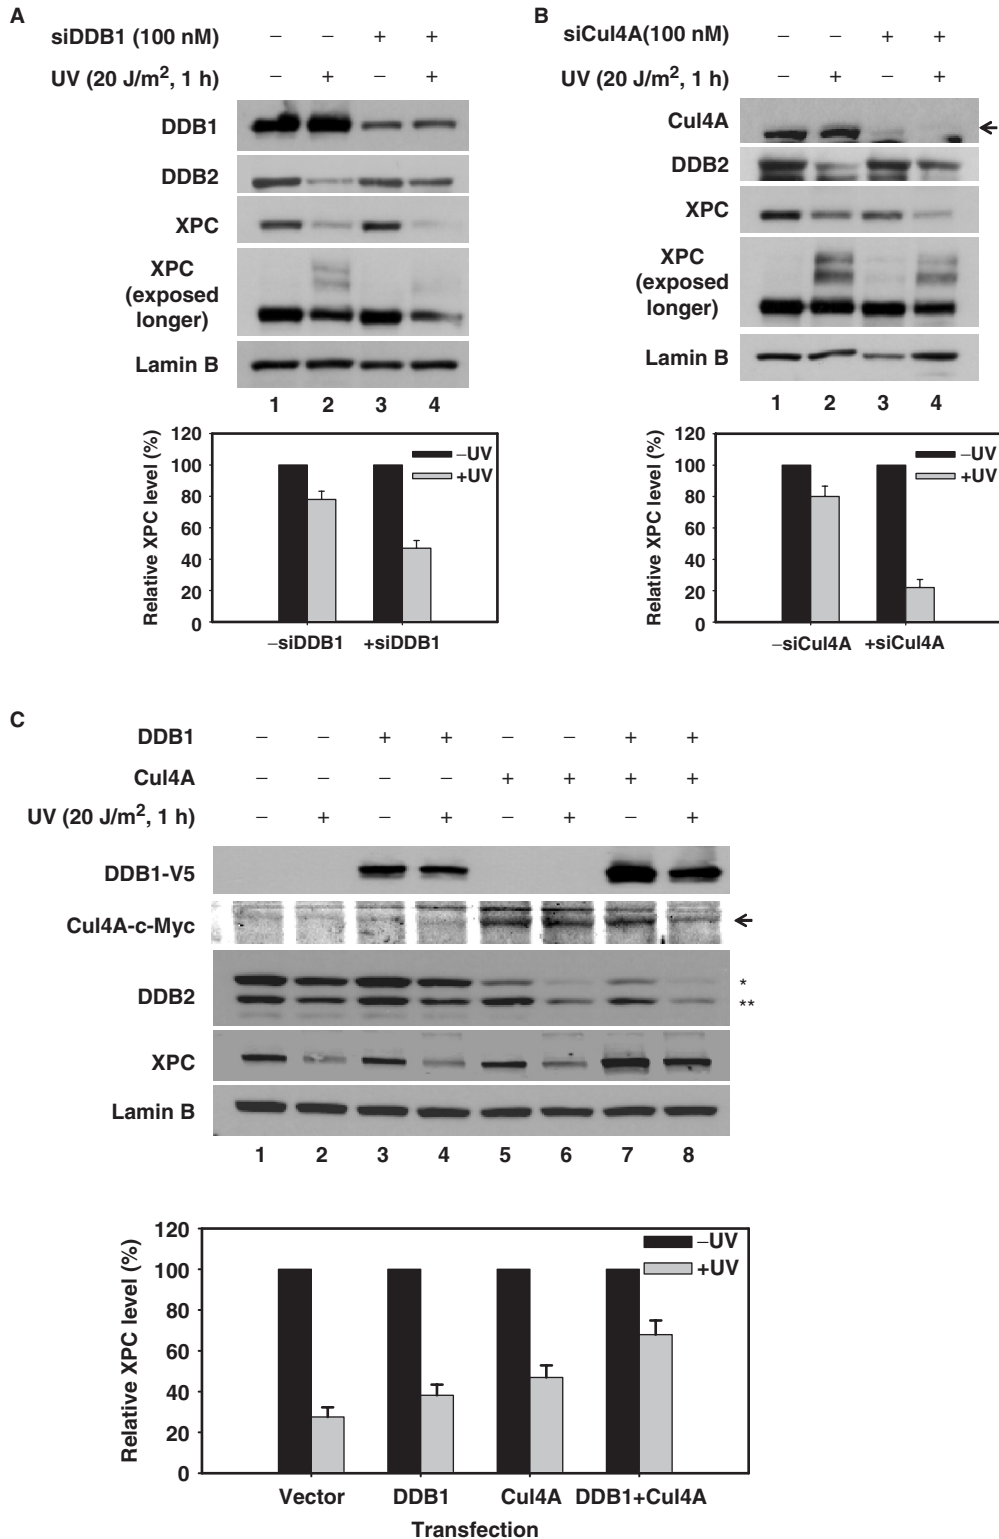 A
siDDB1 (100 nM) – – + +
UV (20 J/m², 1 h) – + – +
DDB1
DDB2
XPC
XPC
(exposed
longer)
Lamin B
1 2 3 4
Relative XPC level (%)
120
100
80
60
40
20
0
–UV
+UV
–siDDB1 +siDDB1
B
siCul4A(100 nM) – – + +
UV (20 J/m², 1 h) – + – +
Cul4A
DDB2
XPC
XPC
(exposed
longer)
Lamin B
1 2 3 4
Relative XPC level (%)
120
100
80
60
40
20
0
–UV
+UV
–siCul4A +siCul4A
C
DDB1 – – + + – – + +
Cul4A – – – – + + + +
UV (20 J/m², 1 h) – + – + – + – +
DDB1-V5
Cul4A-c-Myc
DDB2
*
**
XPC
Lamin B
1 2 3 4 5 6 7 8
Relative XPC level (%)
120
100
80
60
40
20
0
–UV
+UV
Vector DDB1 Cul4A DDB1+Cul4A
Transfection